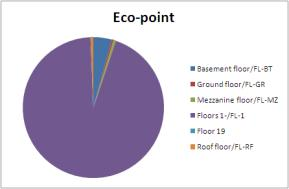 Eco-point
Basement floor/FL-BT
Ground floor/FL-GR
Mezzanine floor/FL-MZ
Floors 1-/FL-1
Floor 19
Roof floor/FL-RF